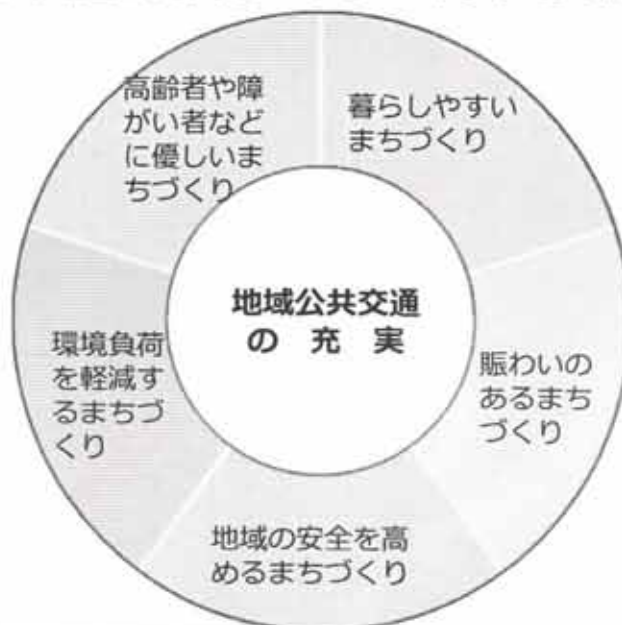 高齢者や障
がい者など
に優しいま
ちづくり
暮らしやすい
まちづくり
地域公共交通
の 充 実
環境負荷
を軽減す
るまちづ
くり
賑わいの
あるまち
づくり
地域の安全を高
めるまちづくり